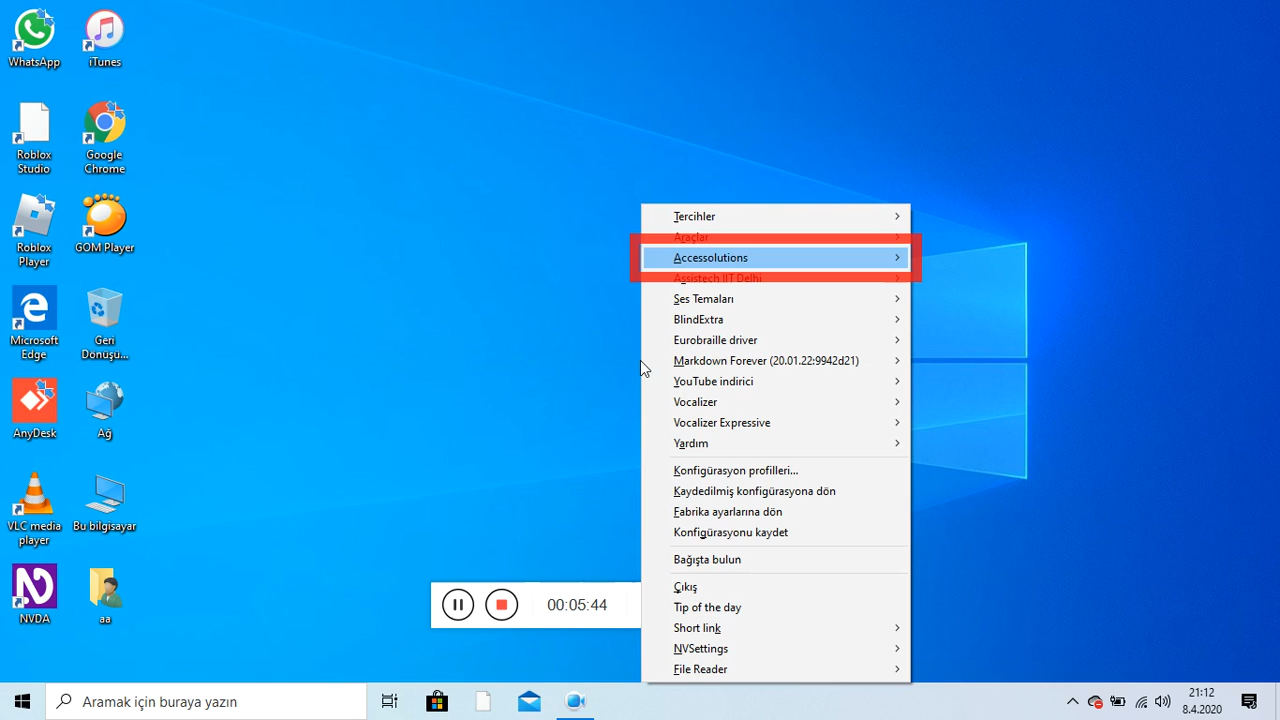 WhatsApp
iTunes
Roblox
Studio
Google
Chrome
Roblox
Player
GOM Player
Microsoft
Edge
Geri
Dönüşü...
AnyDesk
Ağ
VLC media
player
Bu bilgisayar
NVDA
aa
Tercihler
Araçlar
Accessolutions
Assistech IIT Delhi
Ses Temaları
BlindExtra
Eurobraille driver
Markdown Forever (20.01.22:9942d21)
YouTube indirici
Vocalizer
Vocalizer Expressive
Yardım
Konfigürasyon profilleri...
Kaydedilmiş konfigürasyona dön
Fabrika ayarlarına dön
Konfigürasyonu kaydet
Bağışta bulun
Çıkış
Tip of the day
Short link
NVSettings
File Reader
00:05:44
Aramak için buraya yazın
21:12
8.4.2020